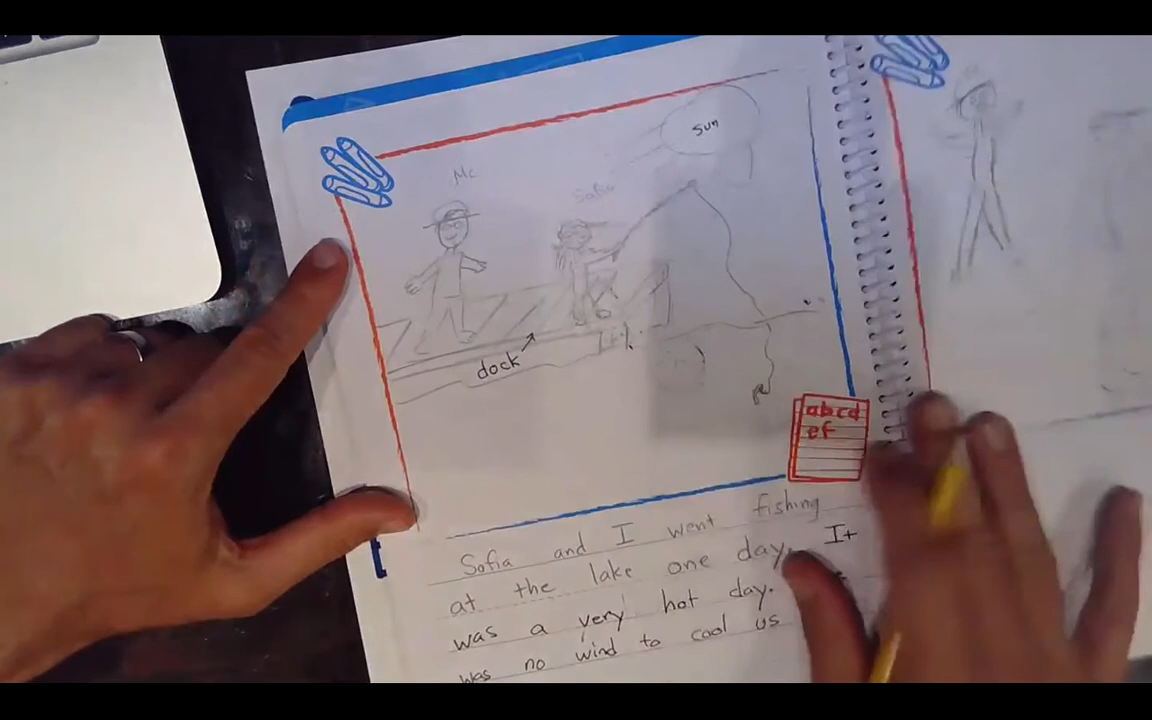 sun
Me
Sofia
dock
abcd
ef
Sofia and I went fishing
at the lake one day. It
was a very hot day.
was no wind to cool us